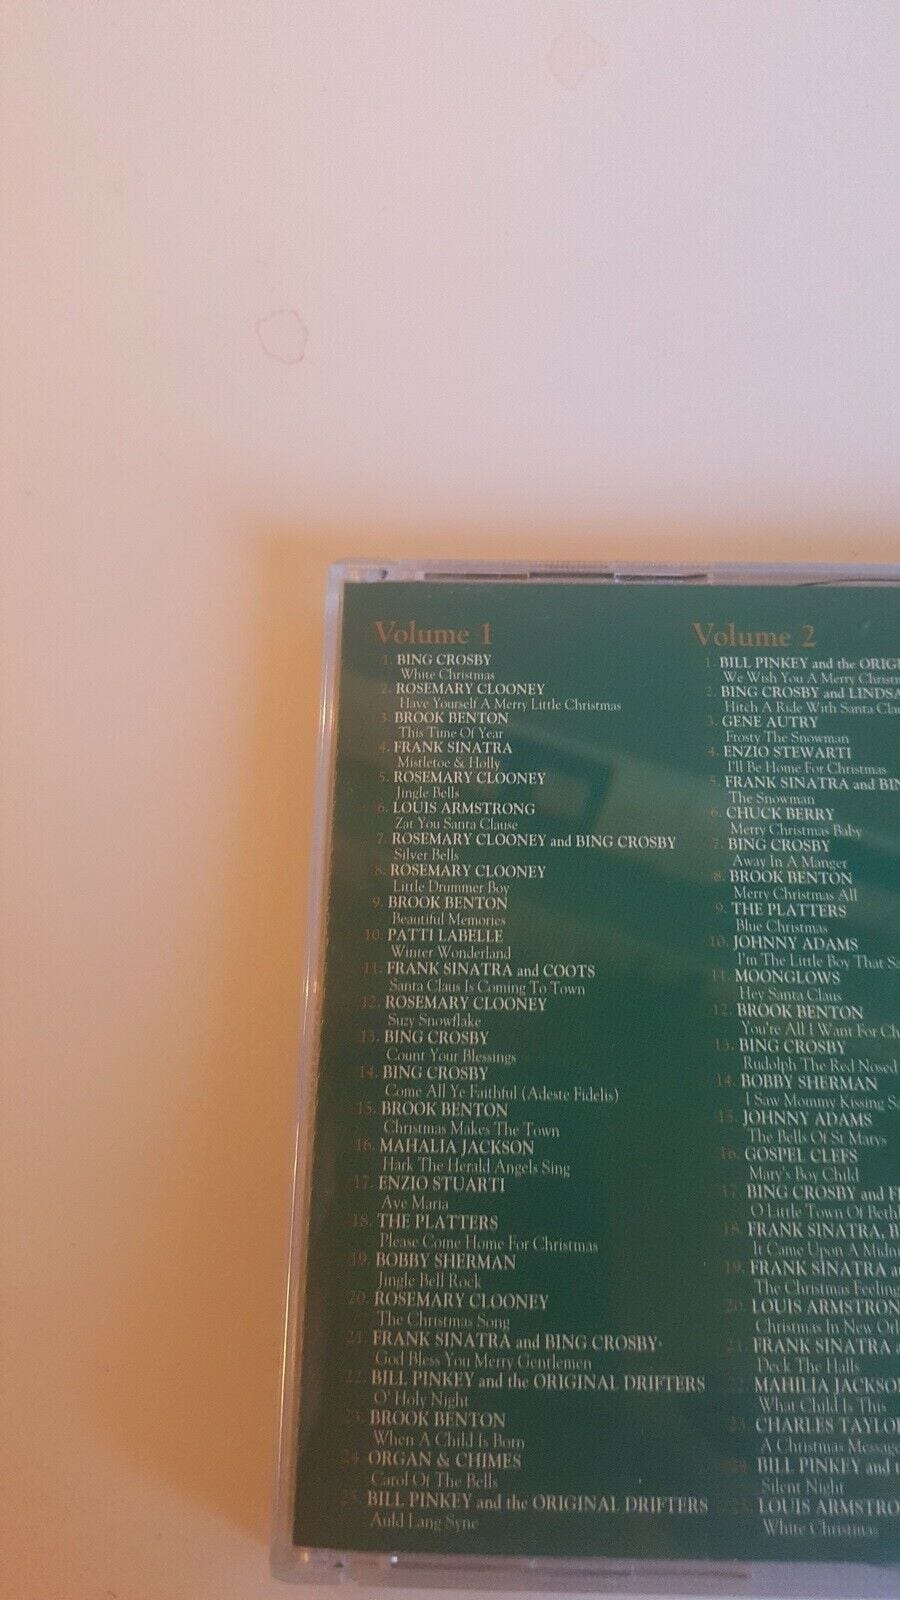 Volume 1
1. BING CROSBY
White Christmas
2. ROSEMARY CLOONEY
Have Yourself A Merry Little Christmas
3. BROOK BENTON
This Time Of Year
4. FRANK SINATRA
Mistletoe & Holly
5. ROSEMARY CLOONEY
Jingle Bells
6. LOUIS ARMSTRONG
Zat You Santa Clause
7. ROSEMARY CLOONEY and BING CROSBY
Silver Bells
8. ROSEMARY CLOONEY
Little Drummer Boy
9. BROOK BENTON
Beautiful Memories
10. PATTI LABELLE
Winter Wonderland
11. FRANK SINATRA and COOTS
Santa Claus Is Coming To Town
12. ROSEMARY CLOONEY
Suzy Snowflake
13. BING CROSBY
Count Your Blessings
14. BING CROSBY
Come All Ye Faithful (Adeste Fidelis)
15. BROOK BENTON
Christmas Makes The Town
16. MAHALIA JACKSON
Hark The Herald Angels Sing
17. ENZIO STUARTI
Ave Maria
18. THE PLATTERS
Please Come Home For Christmas
19. BOBBY SHERMAN
Jingle Bell Rock
20. ROSEMARY CLOONEY
The Christmas Song
21. FRANK SINATRA and BING CROSBY
God Bless You Merry Gentlemen
22. BILL PINKEY and the ORIGINAL DRIFTERS
O' Holy Night
23. BROOK BENTON
When A Child Is Born
24. ORGAN & CHIMES
Carol Of The Bells
25. BILL PINKEY and the ORIGINAL DRIFTERS
Auld Lang Syne
Volume 2
1. BILL PINKEY and the ORIG
We Wish You A Merry Christm
2. BING CROSBY and LINDSA
Hitch A Ride With Santa Clau
3. GENE AUTRY
Frosty The Snowman
4. ENZIO STEWARTI
I'll Be Home For Christmas
5. FRANK SINATRA and BIN
The Snowman
6. CHUCK BERRY
Merry Christmas Baby
7. BING CROSBY
Away In A Manger
8. BROOK BENTON
Merry Christmas All
9. THE PLATTERS
Blue Christmas
10. JOHNNY ADAMS
I'm The Little Boy That Sa
11. MOONGLOWS
Hey Santa Claus
12. BROOK BENTON
You're All I Want For Ch
13. BING CROSBY
Rudolph The Red Nosed
14. BOBBY SHERMAN
I Saw Mommy Kissing Sa
15. JOHNNY ADAMS
The Bells Of St Marys
16. GOSPEL CLEFS
Mary's Boy Child
17. BING CROSBY and F
O Little Town Of Bethl
18. FRANK SINATRA, B
It Came Upon A Midn
19. FRANK SINATRA a
The Christmas Feeling
20. LOUIS ARMSTRON
Christmas In New Orl
21. FRANK SINATRA
Deck The Halls
22. MAHILIA JACKSO
What Child Is This
23. CHARLES TAYLO
A Christmas Message
24. BILL PINKEY and t
Silent Night
25. LOUIS ARMSTRO
White Christmas